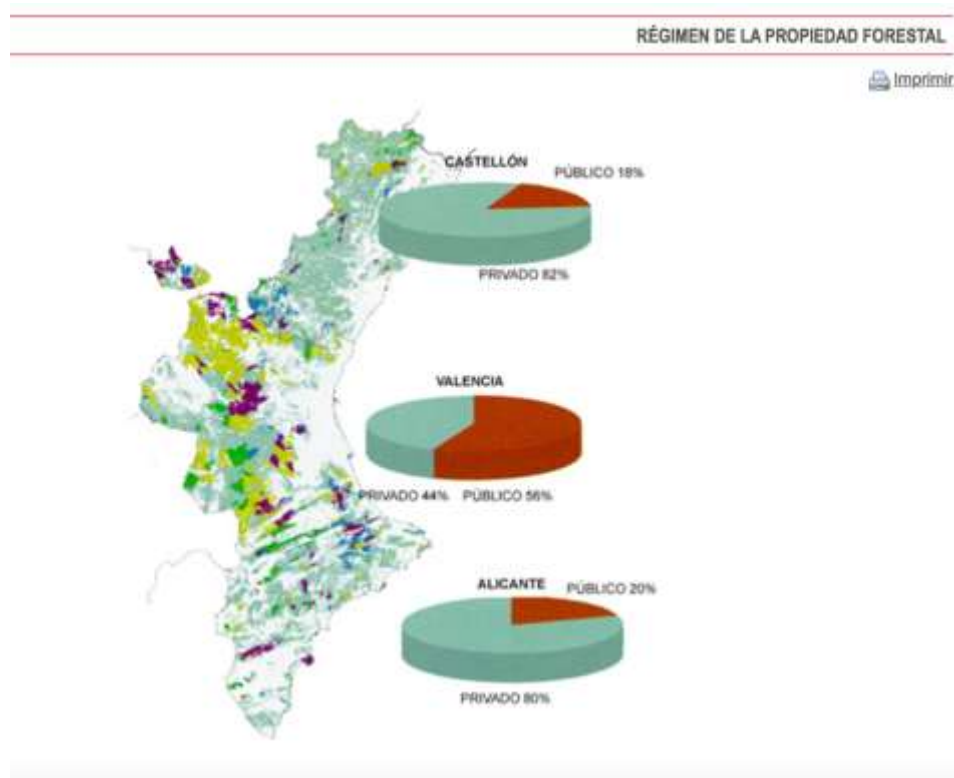 RÉGIMEN DE LA PROPIEDAD FORESTAL
Imprimir
CASTELLÓN
PÚBLICO 18%
PRIVADO 82%
VALENCIA
PRIVADO 44% PÚBLICO 56%
ALICANTE
PÚBLICO 20%
PRIVADO 80%